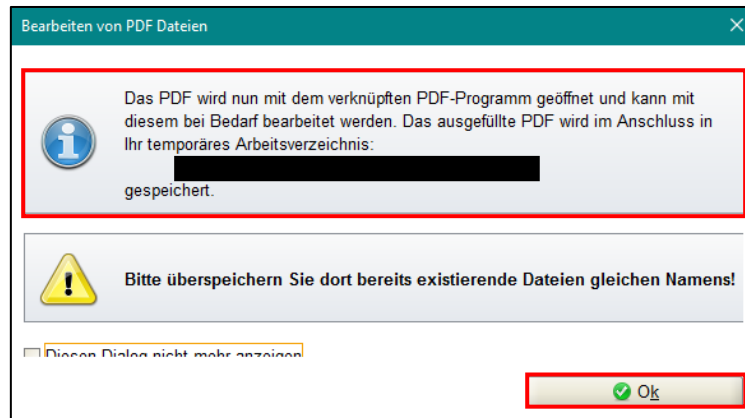 Bearbeiten von PDF Dateien
Das PDF wird nun mit dem verknüpften PDF-Programm geöffnet und kann mit
diesem bei Bedarf bearbeitet werden. Das ausgefüllte PDF wird im Anschluss in
Ihr temporäres Arbeitsverzeichnis:
gespeichert.
Bitte überspeichern Sie dort bereits existierende Dateien gleichen Namens!
Diesen Dialog nicht mehr anzeigen
Ok